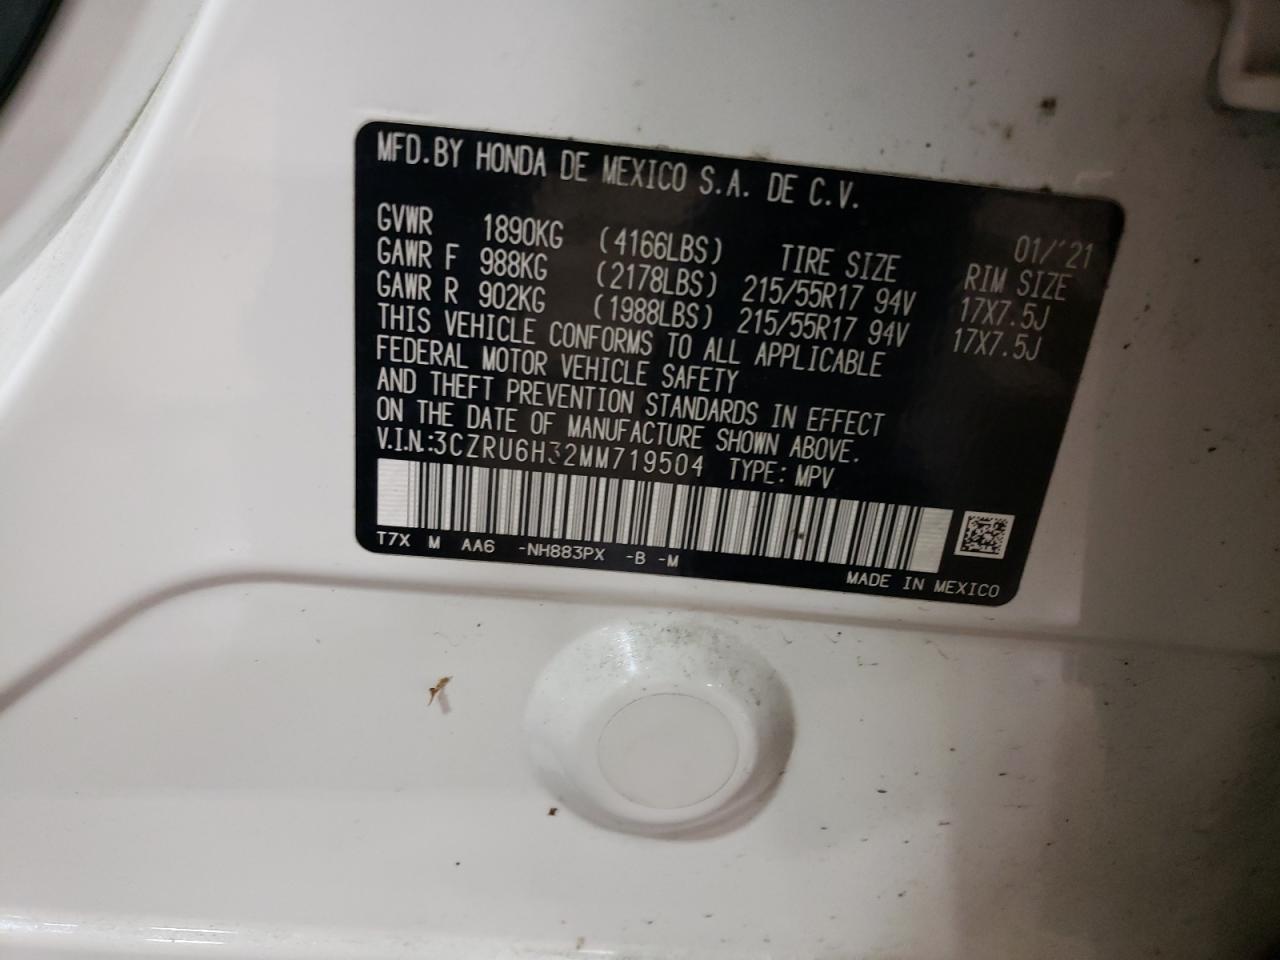 MFD.BY HONDA DE MEXICO S.A. DE C.V.
01/'21
GVWR 1890KG (4166LBS) TIRE SIZE RIM SIZE
GAWR F 988KG (2178LBS) 215/55R17 94V 17X7.5J
GAWR R 902KG (1988LBS) 215/55R17 94V 17X7.5J
THIS VEHICLE CONFORMS TO ALL APPLICABLE
FEDERAL MOTOR VEHICLE SAFETY
AND THEFT PREVENTION STANDARDS IN EFFECT
ON THE DATE OF MANUFACTURE SHOWN ABOVE.
V.I.N.:3CZRU6H32MM719504 TYPE: MPV
T7X M AA6 -NH883PX -B -M
MADE IN MEXICO